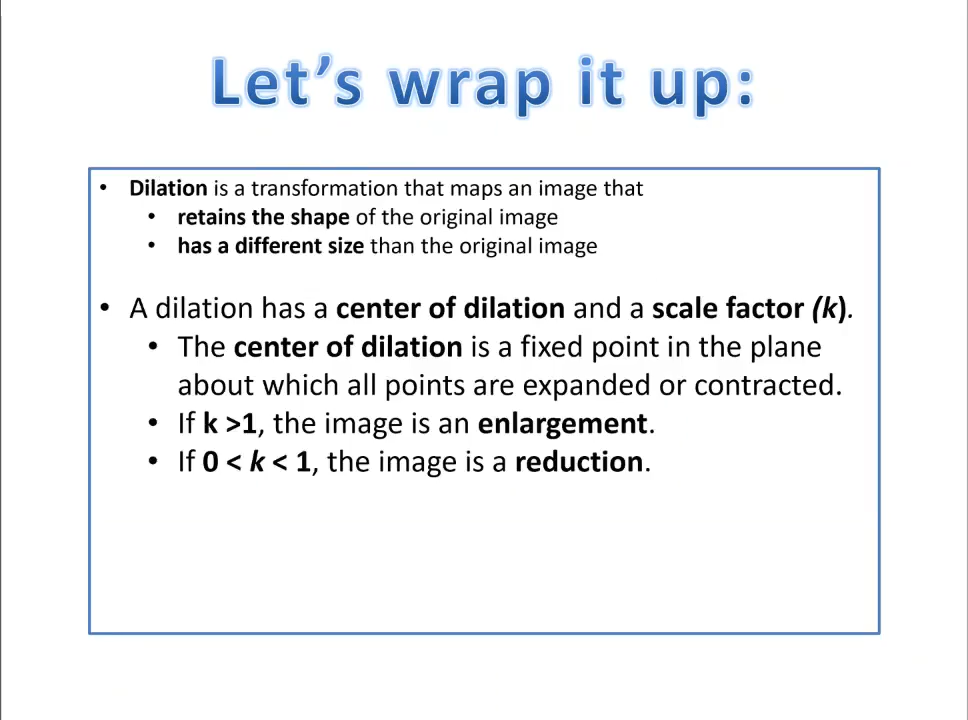 Let’s wrap it up:
• Dilation is a transformation that maps an image that
• retains the shape of the original image
• has a different size than the original image
• A dilation has a center of dilation and a scale factor (k).
• The center of dilation is a fixed point in the plane
about which all points are expanded or contracted.
• If k >1, the image is an enlargement.
• If 0 < k < 1, the image is a reduction.